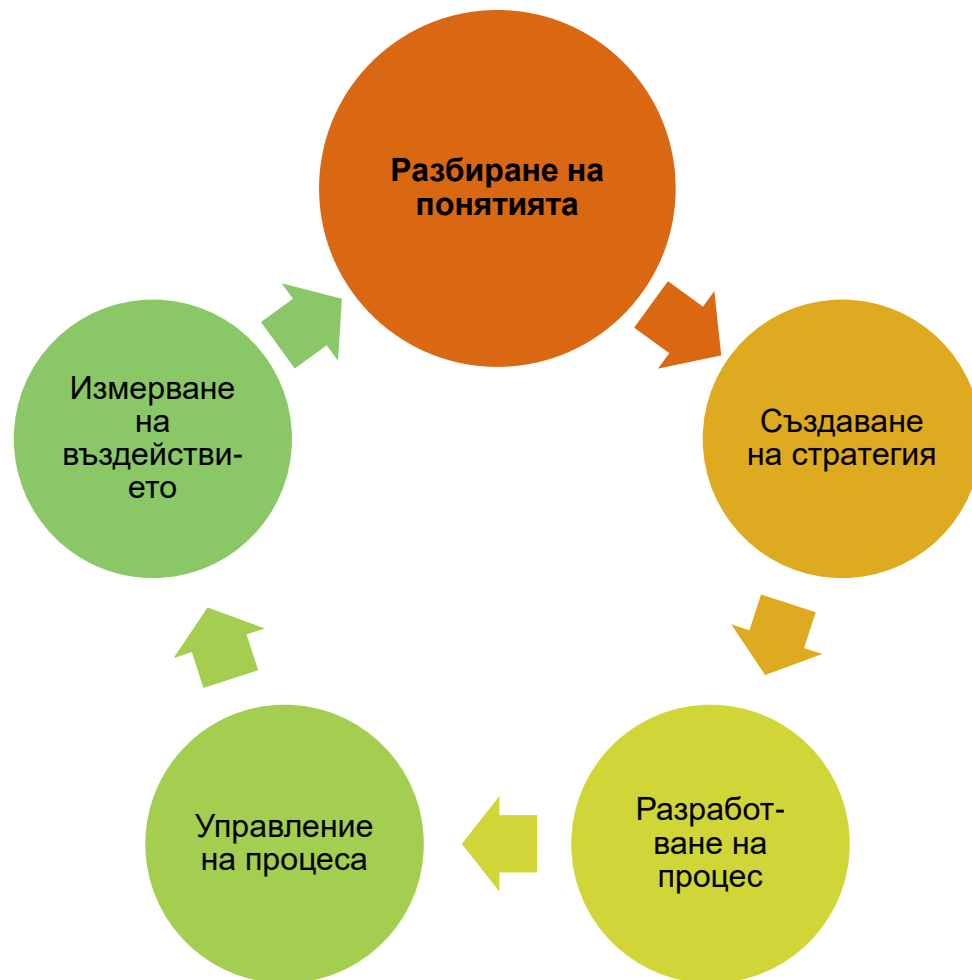 Разбиране на
понятията
Създаване
на стратегия
Разработ-
ване на
процес
Управление
на процеса
Измерване
на
въздействи-
ето